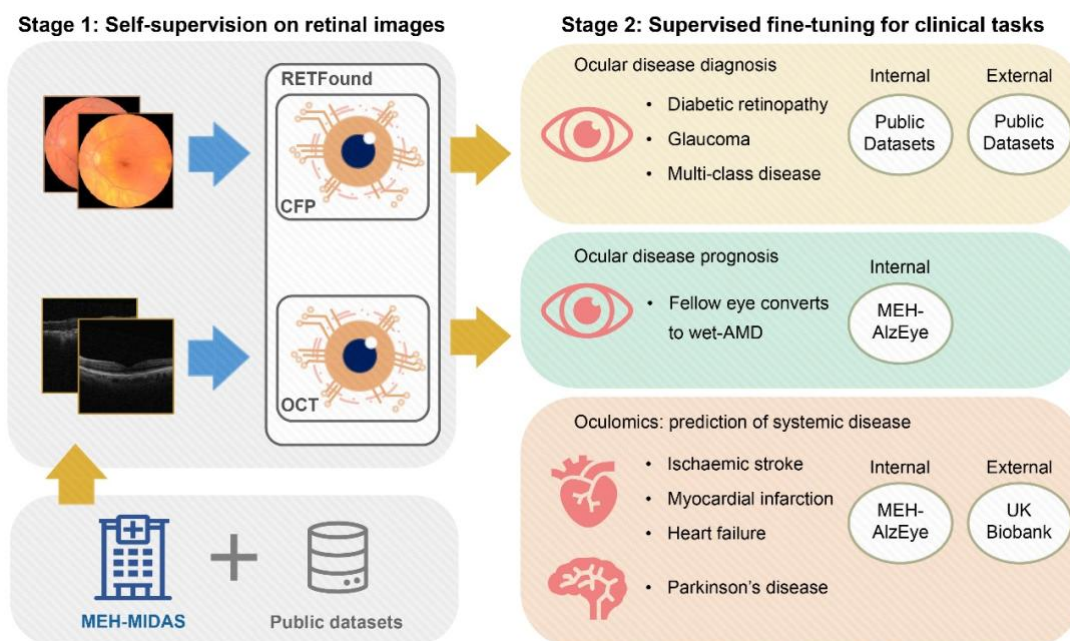 Stage 1: Self-supervision on retinal images
RETFound
CFP
OCT
MEH-MIDAS
Public datasets
Stage 2: Supervised fine-tuning for clinical tasks
Ocular disease diagnosis
• Diabetic retinopathy
• Glaucoma
• Multi-class disease
Internal
Public
Datasets
External
Public
Datasets
Ocular disease prognosis
• Fellow eye converts
to wet-AMD
Internal
MEH-
AlzEye
Oculomics: prediction of systemic disease
• Ischaemic stroke
• Myocardial infarction
• Heart failure
• Parkinson's disease
Internal
MEH-
AlzEye
External
UK
Biobank